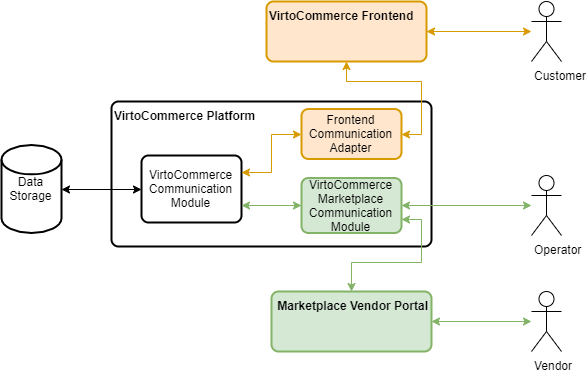 VirtoCommerce Frontend
Customer
VirtoCommerce Platform
Frontend
Communication
Adapter
Data
Storage
VirtoCommerce
Communication
Module
VirtoCommerce
Marketplace
Communication
Module
Operator
Marketplace Vendor Portal
Vendor